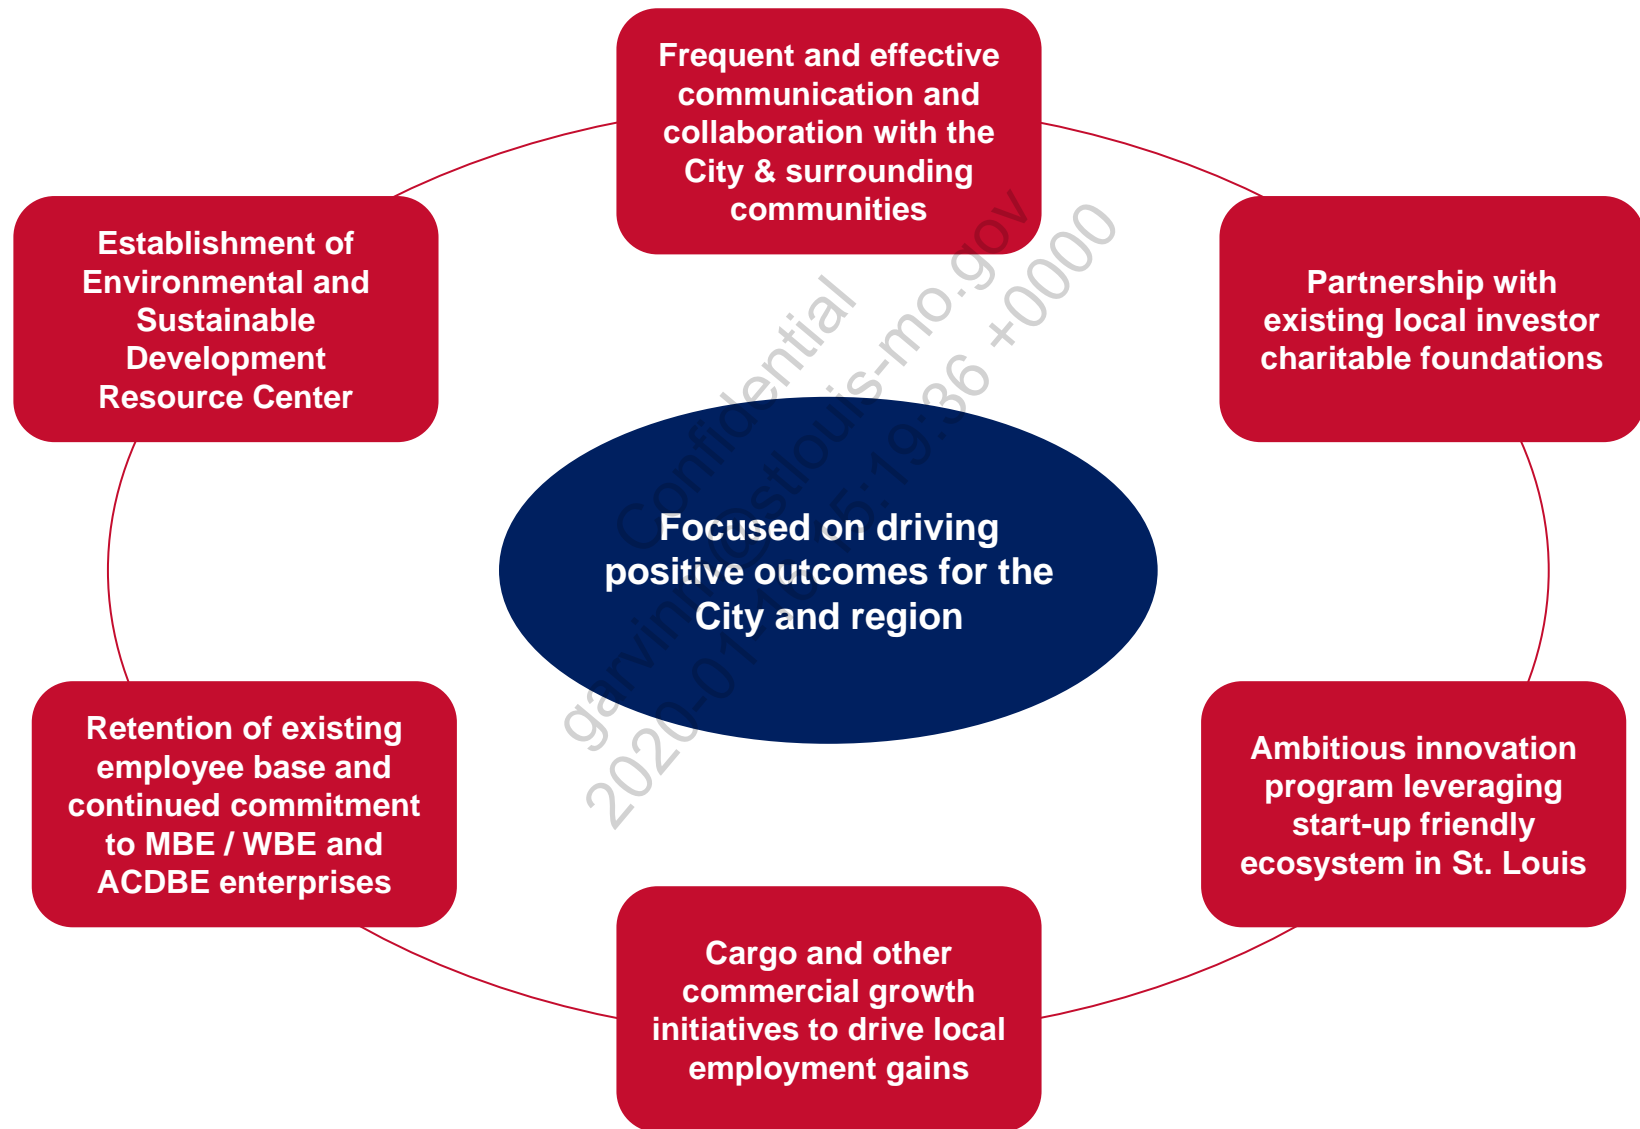 Frequent and effective
communication and
collaboration with the
City & surrounding
communities
Establishment of
Environmental and
Sustainable
Development
Resource Center
Partnership with
existing local investor
charitable foundations
Focused on driving
positive outcomes for the
City and region
Retention of existing
employee base and
continued commitment
to MBE / WBE and
ACDBE enterprises
Ambitious innovation
program leveraging
start-up friendly
ecosystem in St. Louis
Cargo and other
commercial growth
initiatives to drive local
employment gains
Confidential
15:19:36 +0000